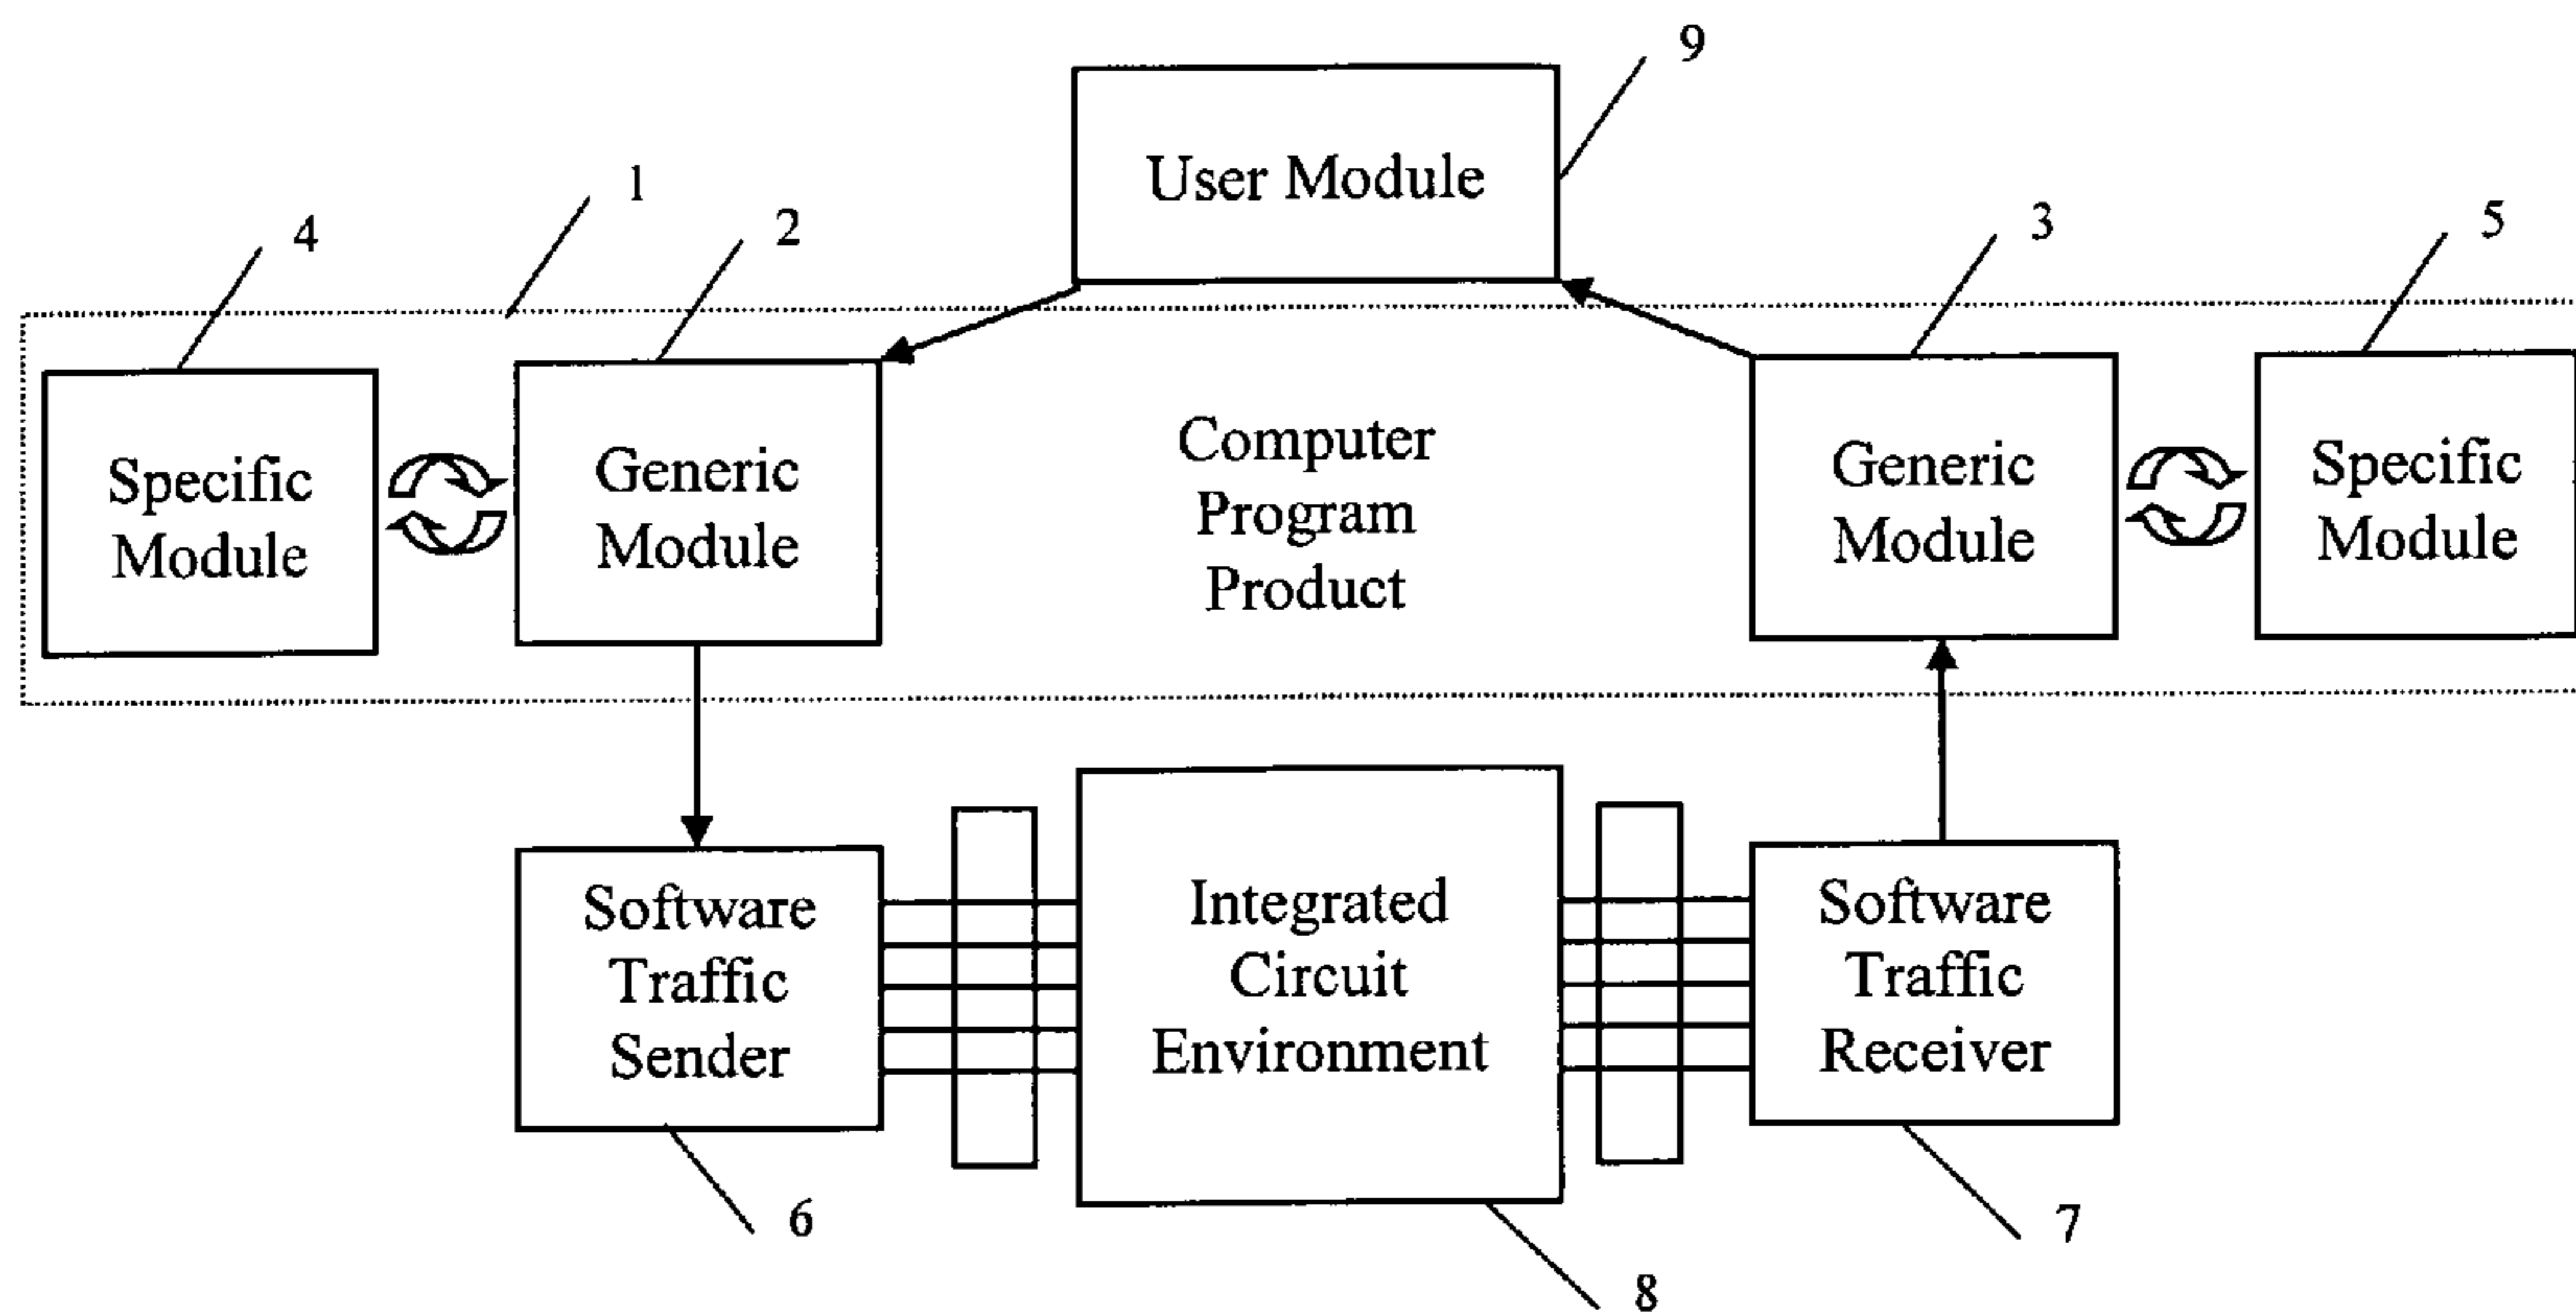 9
User Module
1
4
2
3
5
Specific
Module
Generic
Module
Computer
Program
Product
Generic
Module
Specific
Module
Software
Traffic
Sender
Integrated
Circuit
Environment
Software
Traffic
Receiver
6
7
8